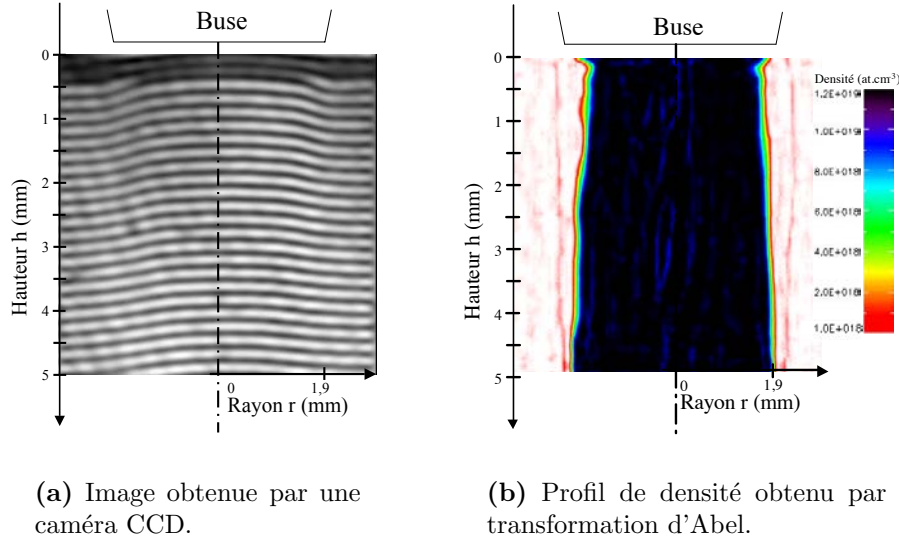 Buse
0
1
2
3
4
5
Hauteur h (mm)
0
1,9
Rayon r (mm)
(a) Image obtenue par une
caméra CCD.
Buse
0
1
2
3
4
5
Hauteur h (mm)
0
1,9
Rayon r (mm)
Densité (at.cm-3)
1.2E+019
1.0E+019
8.0E+018
6.0E+018
4.0E+018
2.0E+018
1.0E+018
(b) Profil de densité obtenu par
transformation d'Abel.